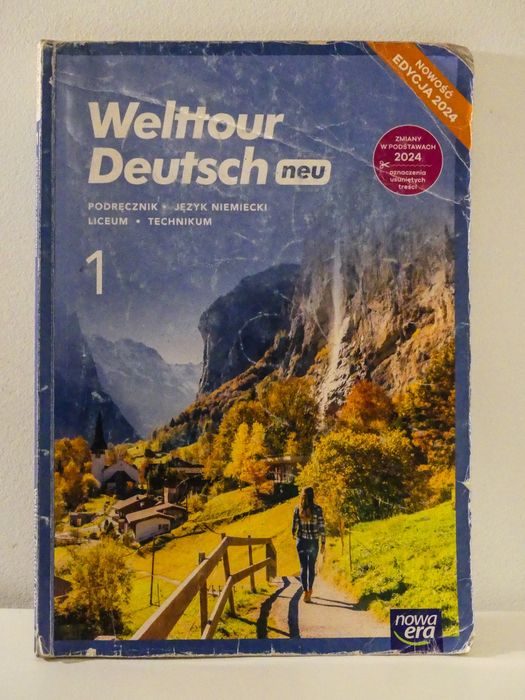 NOWOŚĆ
EDYCJA 2024
Welttour
Deutsch neu
ZMIANY
W PODSTAWACH
2024
oznaczenia
usuniętych
treści
PODRĘCZNIK • JĘZYK NIEMIECKI
LICEUM • TECHNIKUM
1
nowa
era